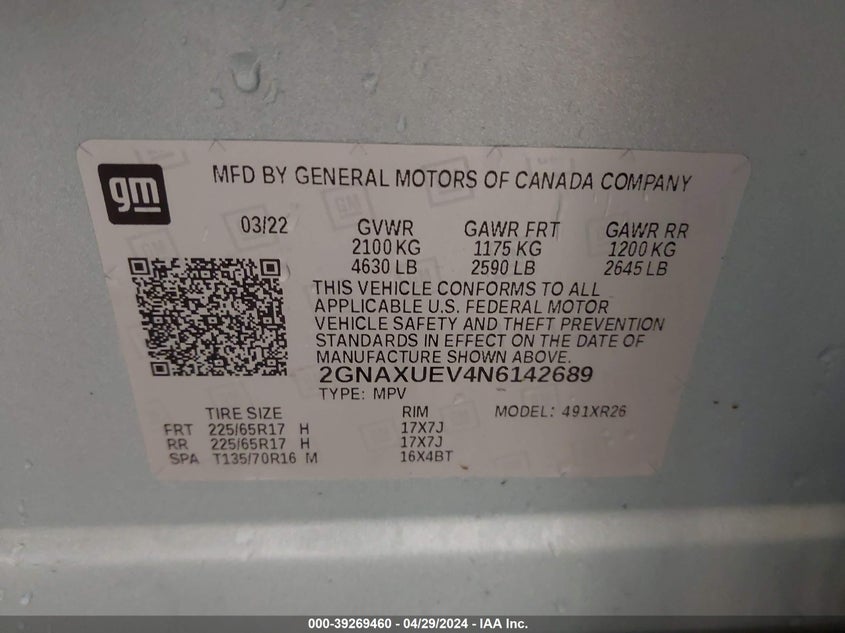 gm
MFD BY GENERAL MOTORS OF CANADA COMPANY
03/22 GVWR GAWR FRT GAWR RR
2100 KG 1175 KG 1200 KG
4630 LB 2590 LB 2645 LB
THIS VEHICLE CONFORMS TO ALL
APPLICABLE U.S. FEDERAL MOTOR
VEHICLE SAFETY AND THEFT PREVENTION
STANDARDS IN EFFECT ON THE DATE OF
MANUFACTURE SHOWN ABOVE.
2GNAXUEV4N6142689
TYPE: MPV
TIRE SIZE RIM MODEL: 491XR26
FRT 225/65R17 H 17X7J
RR 225/65R17 H 17X7J
SPA T135/70R16 M 16X4BT
000-39269460 / 04/29/2024 - IAA Inc.